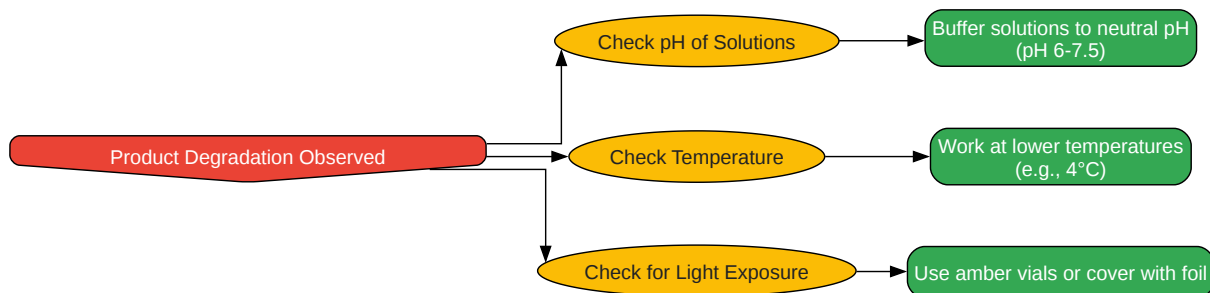 Product Degradation Observed
Check pH of Solutions
Buffer solutions to neutral pH
(pH 6-7.5)
Check Temperature
Work at lower temperatures
(e.g., 4°C)
Check for Light Exposure
Use amber vials or cover with foil